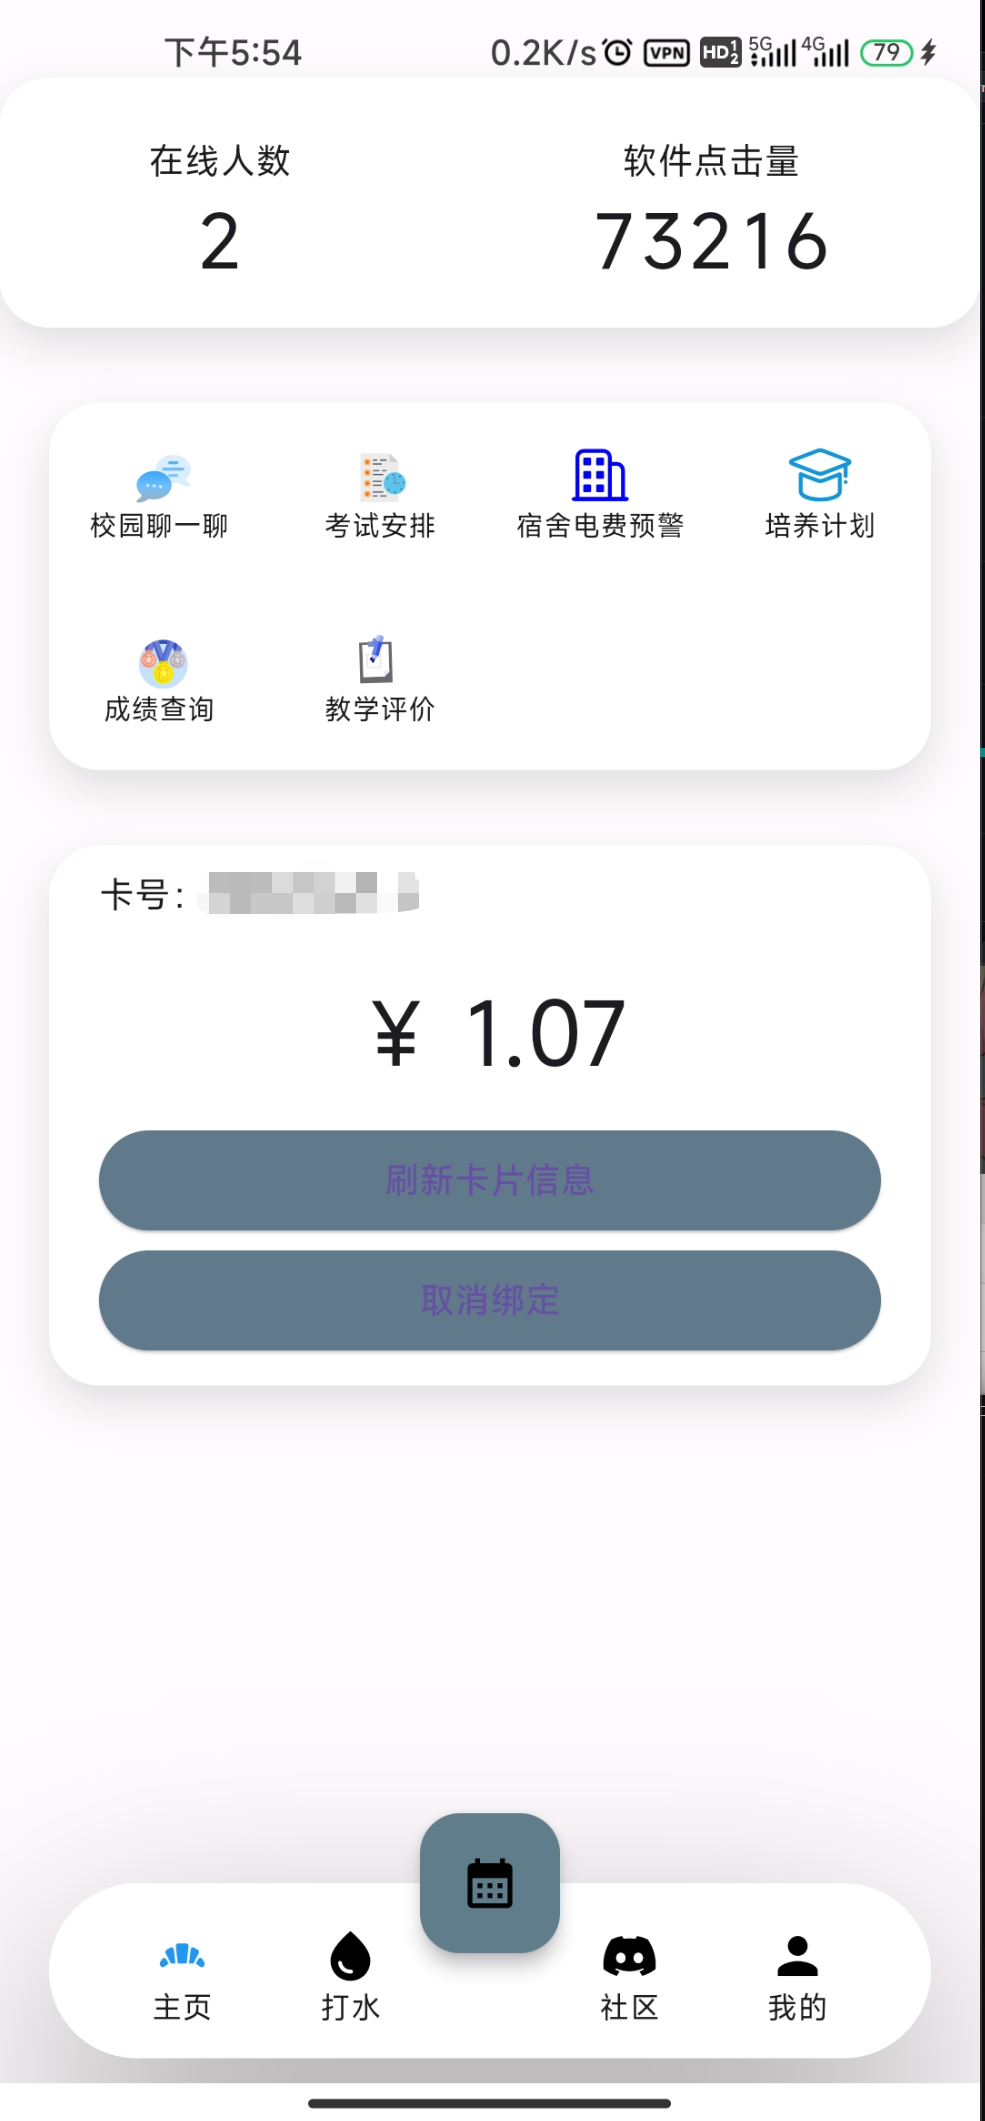 下午5:54 0.2K/s VPN HD 1 2 5G 4G 79
在线人数 软件点击量
2 73216
校园聊一聊 考试安排 宿舍电费预警 培养计划
成绩查询 教学评价
卡号:
¥ 1.07
刷新卡片信息
取消绑定
主页 打水 社区 我的